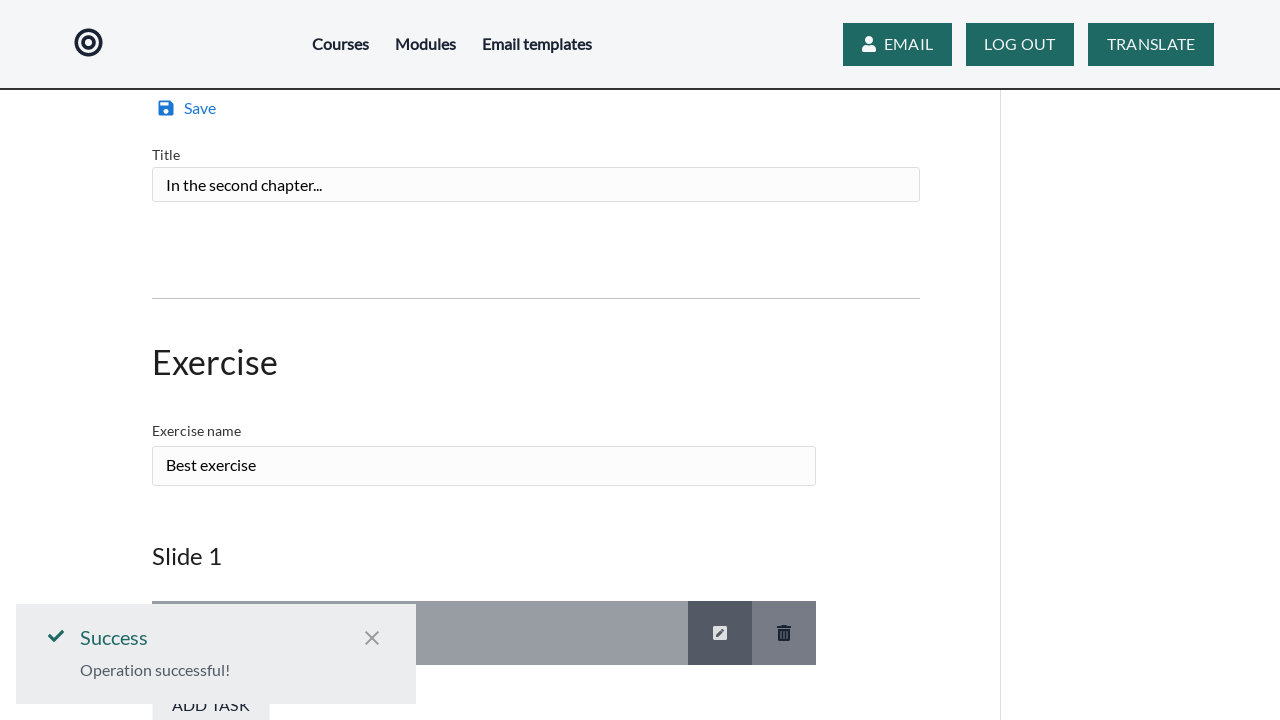 Courses Modules Email templates EMAIL LOG OUT TRANSLATE
Save
Title
In the second chapter...
Exercise
Exercise name
Best exercise
Slide 1
Success
Operation successful!
ADD TASK